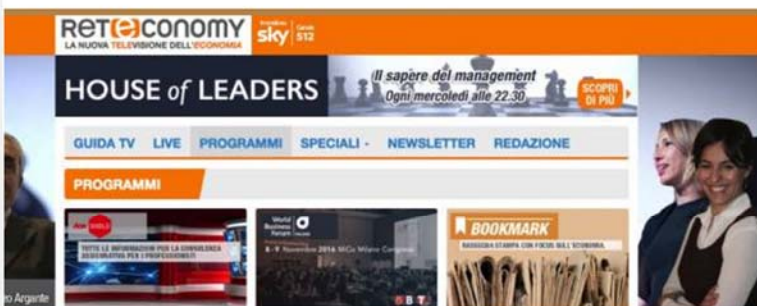 RETeCONOMY
LA NUOVA TELEVISIONE DELL'ECONOMIA
sky
Canale
512
HOUSE of LEADERS
Il sapere del management
Ogni mercoledì alle 22.30
SCOPRI
DI PIÙ
GUIDA TV LIVE PROGRAMMI SPECIALI - NEWSLETTER REDAZIONE
PROGRAMMI
TUTTE LE INFORMAZIONI PER LA CONSULENZA
ASSICURATIVA PER I PROFESSIONISTI
World
Business
Forum
8 - 9 Novembre 2016 MiCo Milano Congressi
BOOKMARK
RASSEGNA STAMPA CON FOCUS SULL'ECONOMIA.
Argante